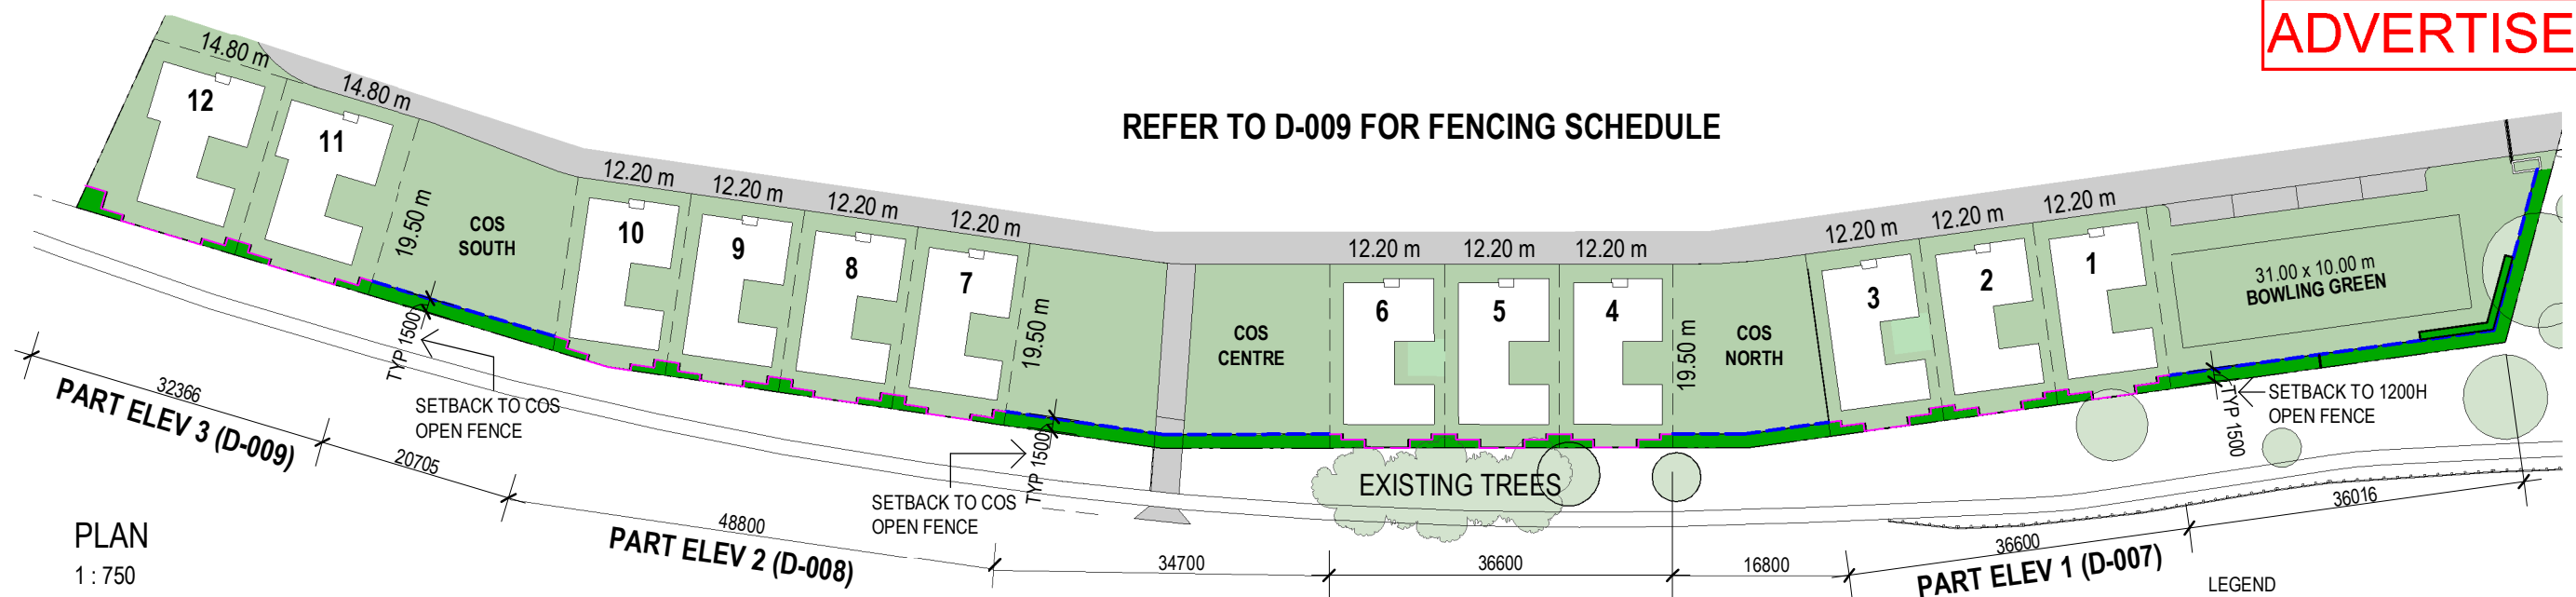 ADVERTISE
REFER TO D-009 FOR FENCING SCHEDULE
14.80 m
14.80 m
12.20 m
12.20 m
12.20 m
12.20 m
12.20 m
12.20 m
12.20 m
12.20 m
12.20 m
12.20 m
12
11
19.50 m
COS
SOUTH
10
9
8
7
19.50 m
COS
CENTRE
6
5
4
19.50 m
COS
NORTH
3
2
1
31.00 x 10.00 m
BOWLING GREEN
TYP 1500
SETBACK TO COS
OPEN FENCE
TYP 1500
SETBACK TO COS
OPEN FENCE
EXISTING TREES
TYP 1500
SETBACK TO 1200H
OPEN FENCE
32366
PART ELEV 3 (D-009)
20705
48800
PART ELEV 2 (D-008)
34700
36600
16800
36600
PART ELEV 1 (D-007)
36016
PLAN
1 : 750
LEGEND